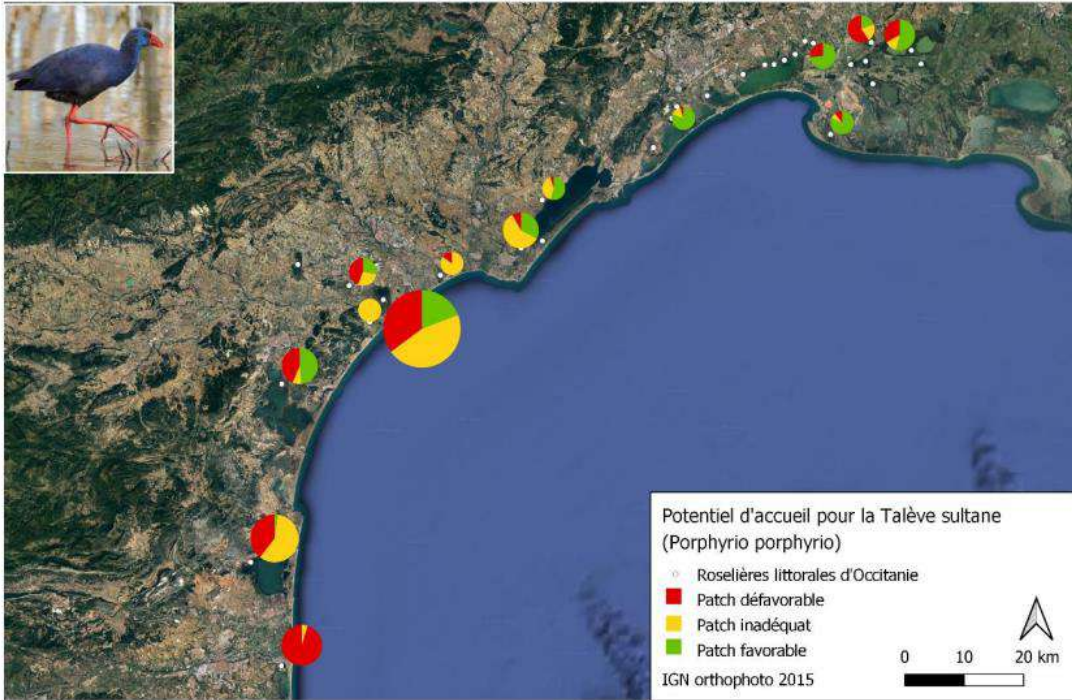 Potentiel d'accueil pour la Talève sultane
(Porphyrio porphyrio)
Roselières littorales d'Occitanie
Patch défavorable
Patch inadéquat
Patch favorable
IGN orthophoto 2015
0 10 20 km